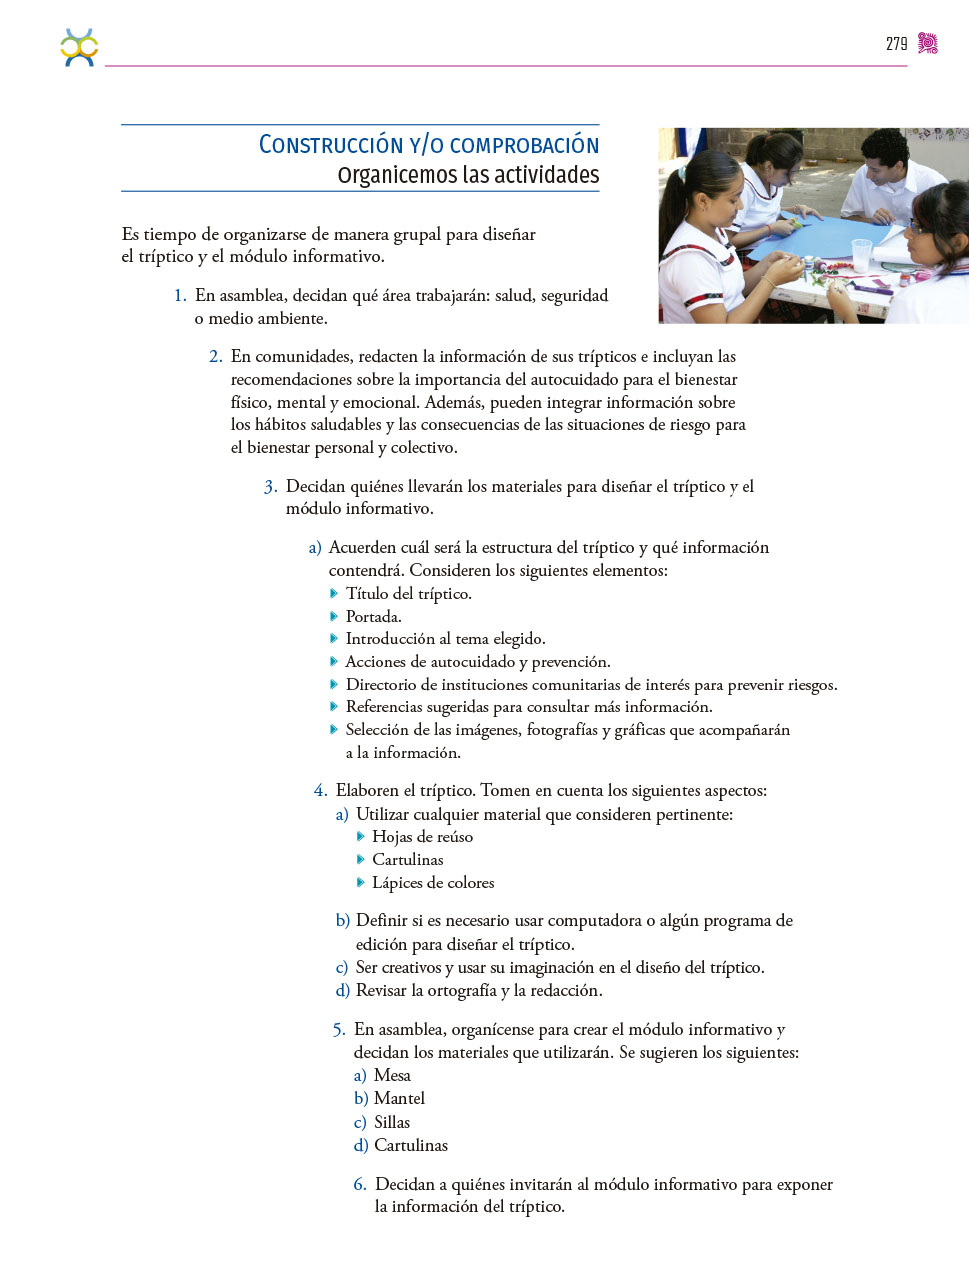 279
Construcción y/o comprobación
Organicemos las actividades
Es tiempo de organizarse de manera grupal para diseñar
el tríptico y el módulo informativo.
1. En asamblea, decidan qué área trabajarán: salud, seguridad
o medio ambiente.
2. En comunidades, redacten la información de sus trípticos e incluyan las
recomendaciones sobre la importancia del autocuidado para el bienestar
físico, mental y emocional. Además, pueden integrar información sobre
los hábitos saludables y las consecuencias de las situaciones de riesgo para
el bienestar personal y colectivo.
3. Decidan quiénes llevarán los materiales para diseñar el tríptico y el
módulo informativo.
a) Acuerden cuál será la estructura del tríptico y qué información
contendrá. Consideren los siguientes elementos:
Título del tríptico.
Portada.
Introducción al tema elegido.
Acciones de autocuidado y prevención.
Directorio de instituciones comunitarias de interés para prevenir riesgos.
Referencias sugeridas para consultar más información.
Selección de las imágenes, fotografías y gráficas que acompañarán
a la información.
4. Elaboren el tríptico. Tomen en cuenta los siguientes aspectos:
a) Utilizar cualquier material que consideren pertinente:
Hojas de reúso
Cartulinas
Lápices de colores
b) Definir si es necesario usar computadora o algún programa de
edición para diseñar el tríptico.
c) Ser creativos y usar su imaginación en el diseño del tríptico.
d) Revisar la ortografía y la redacción.
5. En asamblea, organícense para crear el módulo informativo y
decidan los materiales que utilizarán. Se sugieren los siguientes:
a) Mesa
b) Mantel
c) Sillas
d) Cartulinas
6. Decidan a quiénes invitarán al módulo informativo para exponer
la información del tríptico.